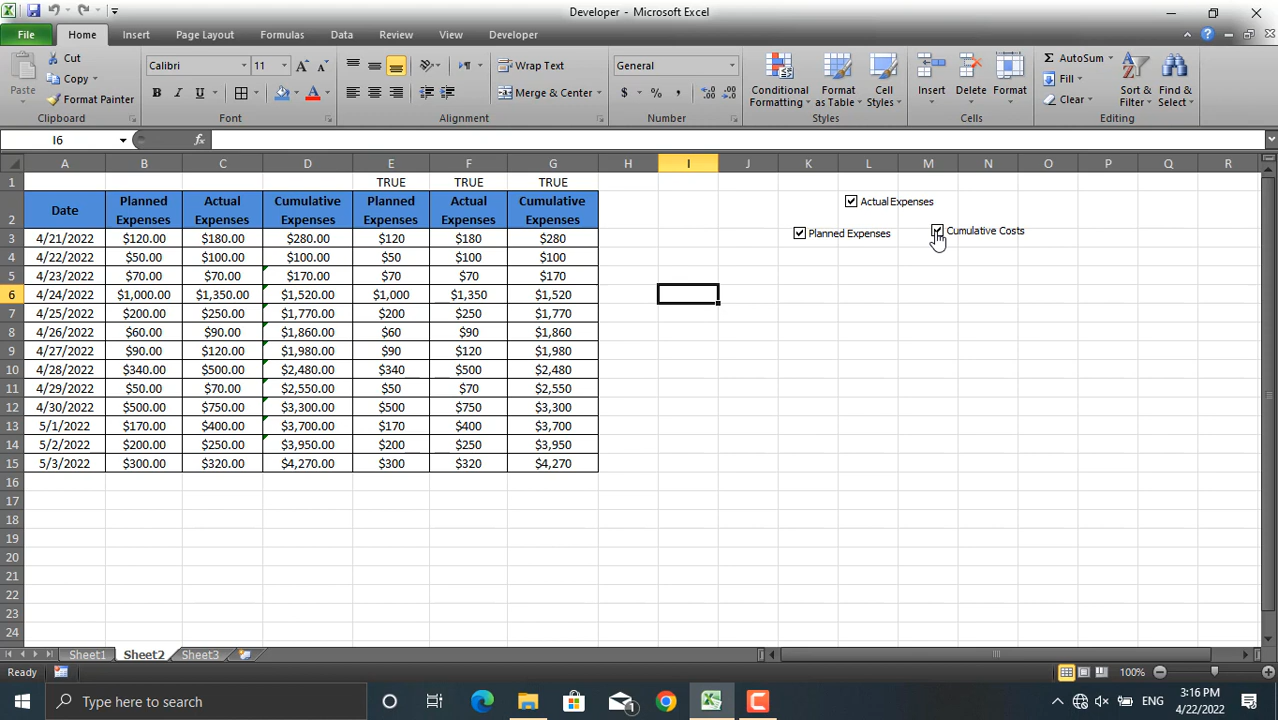 Developer - Microsoft Excel
File Home Insert Page Layout Formulas Data Review View Developer
Paste Cut Copy Format Painter
Calibri 11 A A
B I U A
Wrap Text
Merge & Center
General
$ % ,
Conditional Formatting
Format as Table
Cell Styles
Insert Delete Format
Σ AutoSum
Fill
Clear
Sort & Filter
Find & Select
Clipboard Font Alignment Number Styles Cells Editing
I6 fx
A B C D E F G H I J K L M N O P Q R
1 TRUE TRUE TRUE
2 Date Planned Expenses Actual Expenses Cumulative Expenses Planned Expenses Actual Expenses Cumulative Expenses
Actual Expenses
Planned Expenses Cumulative Costs
3 4/21/2022 $120.00 $180.00 $280.00 $120 $180 $280
4 4/22/2022 $50.00 $100.00 $100.00 $50 $100 $100
5 4/23/2022 $70.00 $70.00 $170.00 $70 $70 $170
6 4/24/2022 $1,000.00 $1,350.00 $1,520.00 $1,000 $1,350 $1,520
7 4/25/2022 $200.00 $250.00 $1,770.00 $200 $250 $1,770
8 4/26/2022 $60.00 $90.00 $1,860.00 $60 $90 $1,860
9 4/27/2022 $90.00 $120.00 $1,980.00 $90 $120 $1,980
10 4/28/2022 $340.00 $500.00 $2,480.00 $340 $500 $2,480
11 4/29/2022 $50.00 $70.00 $2,550.00 $50 $70 $2,550
12 4/30/2022 $500.00 $750.00 $3,300.00 $500 $750 $3,300
13 5/1/2022 $170.00 $400.00 $3,700.00 $170 $400 $3,700
14 5/2/2022 $200.00 $250.00 $3,950.00 $200 $250 $3,950
15 5/3/2022 $300.00 $320.00 $4,270.00 $300 $320 $4,270
16
17
18
19
20
21
22
23
24
Sheet1 Sheet2 Sheet3
Ready 100%
Type here to search
1
ENG
3:16 PM
4/22/2022